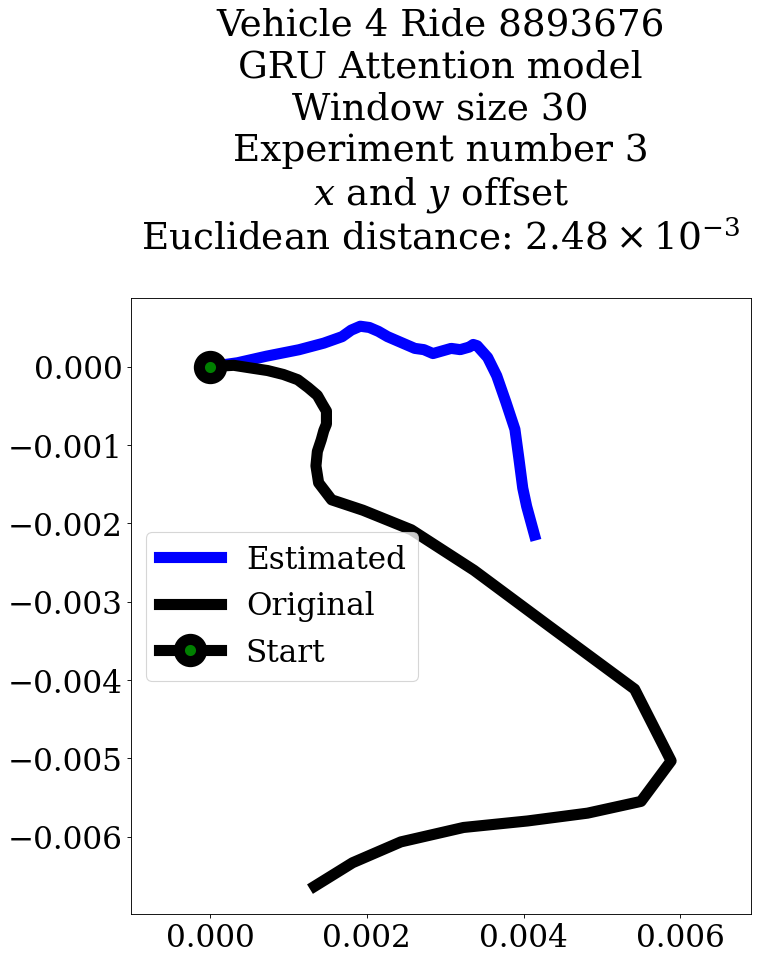 Vehicle 4 Ride 8893676
GRU Attention model
Window size 30
Experiment number 3
x and y offset
Euclidean distance: 2.48 × 10⁻³
0.000
−0.001
−0.002
−0.003
−0.004
−0.005
−0.006
Estimated
Original
Start
0.000 0.002 0.004 0.006